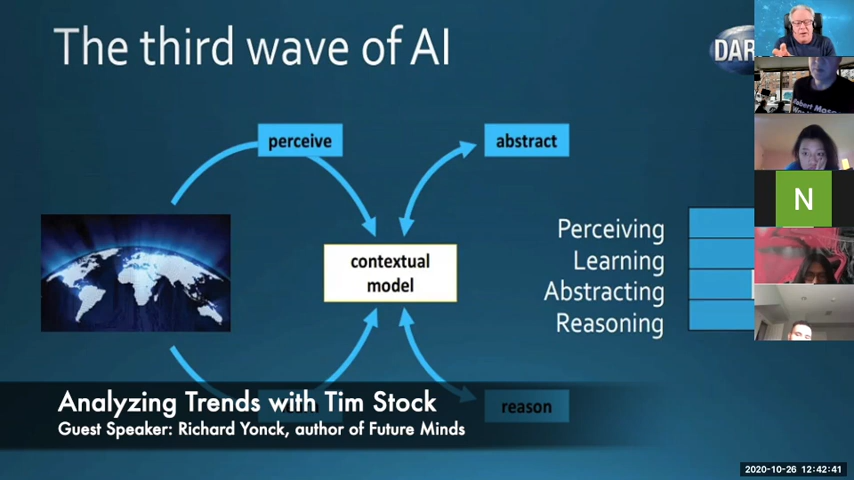 The third wave of AI
DAR
perceive
abstract
contextual
model
Perceiving
Learning
Abstracting
Reasoning
reason
Analyzing Trends with Tim Stock
Guest Speaker: Richard Yonck, author of Future Minds
N
2020-10-26 12:42:41